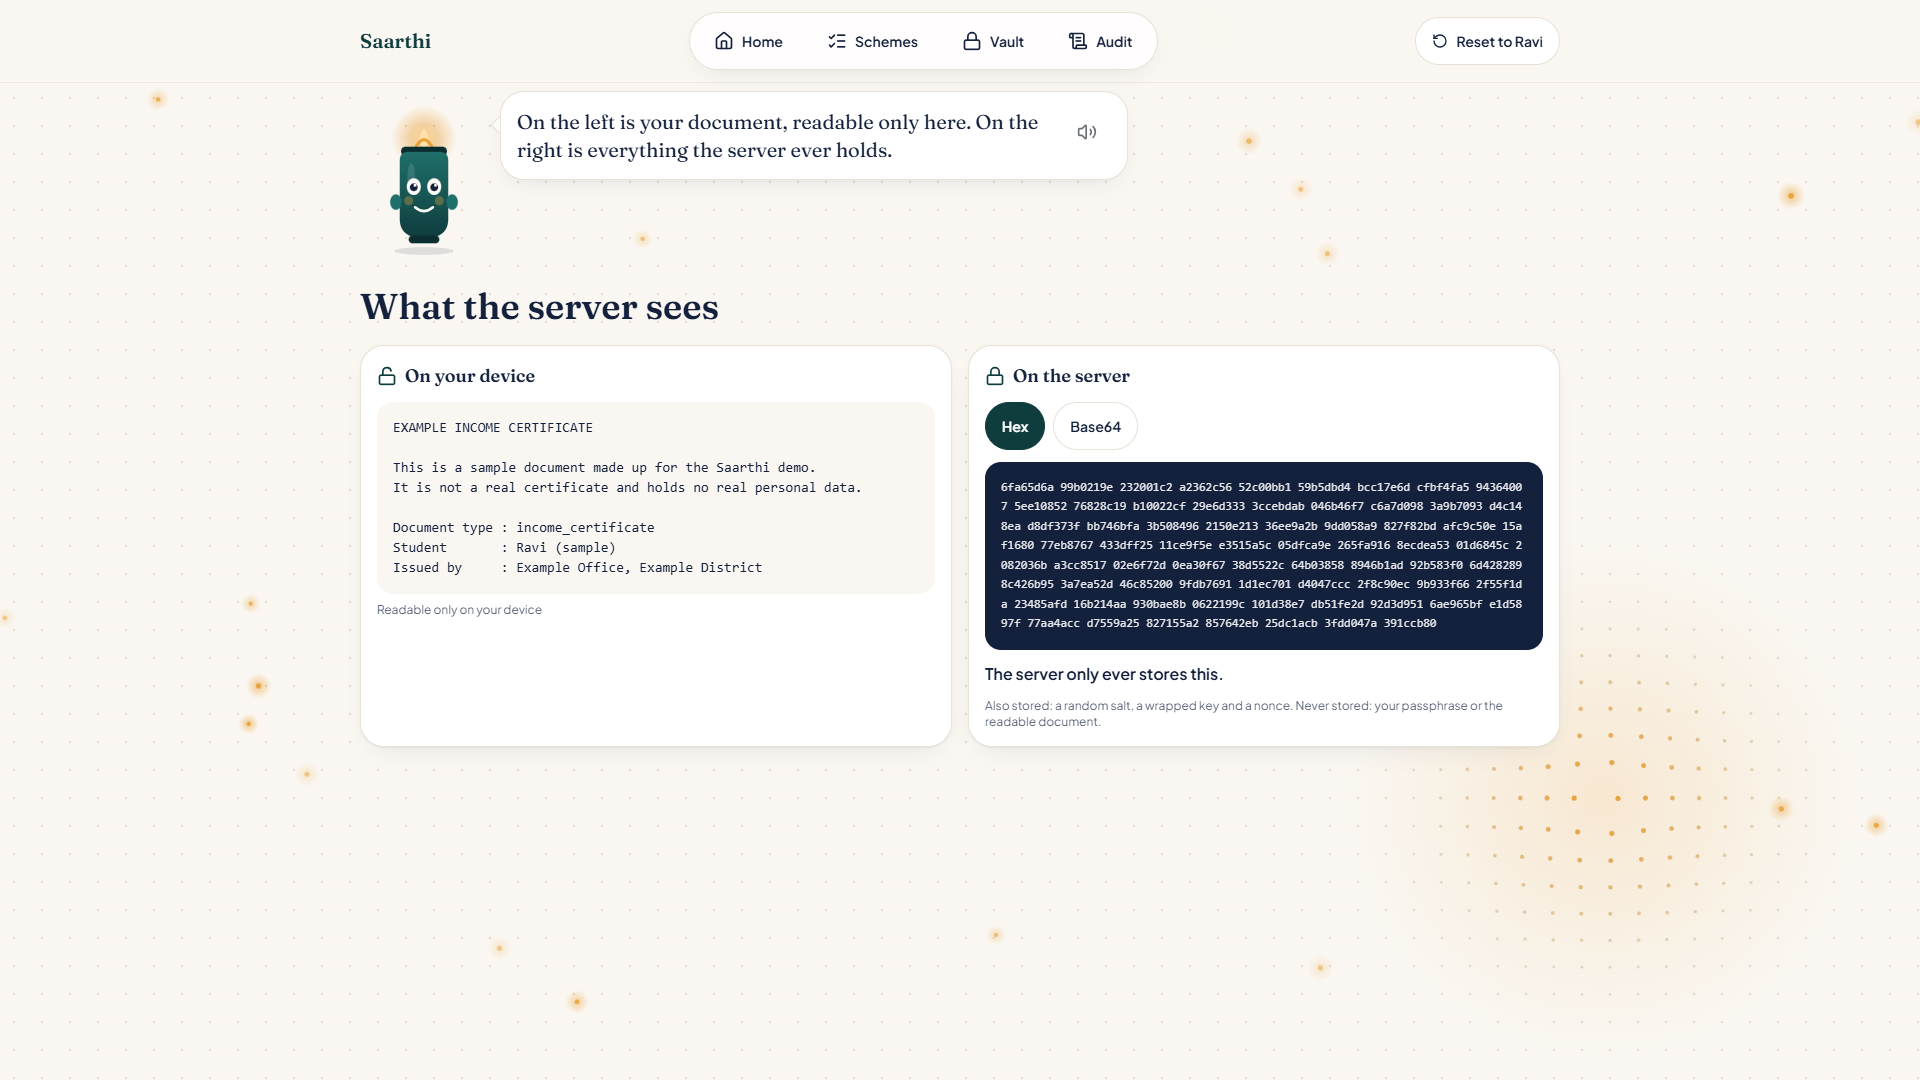 Saarthi
Home
Schemes
Vault
Audit
Reset to Ravi
On the left is your document, readable only here. On the
right is everything the server ever holds.
What the server sees
On your device
EXAMPLE INCOME CERTIFICATE
This is a sample document made up for the Saarthi demo.
It is not a real certificate and holds no real personal data.
Document type : income_certificate
Student : Ravi (sample)
Issued by : Example Office, Example District
Readable only on your device
On the server
Hex
Base64
6fa65d6a 99b0219e 232001c2 a2362c56 52c00bb1 59b5dbd4 bcc17e6d cfbf4fa5 9436400
7 5ee10852 76828c19 b10022cf 29e6d333 3ccebdab 046b46f7 c6a7d098 3a9b7093 d4c14
8ea d8df373f bb746bfa 3b508496 2150e213 36ee9a2b 9dd058a9 827f82bd afc9c50e 15a
f1680 77eb8767 433dff25 11ce9f5e e3515a5c 05dfca9e 265fa916 8ecdea53 01d6845c 2
082036b a3cc8517 02e6f72d 0ea30f67 38d5522c 64b03858 8946b1ad 92b583f0 6d428289
8c426b95 3a7ea52d 46c85200 9fdb7691 1d1ec701 d4047ccc 2f8c90ec 9b933f66 2f55f1d
a 23485afd 16b214aa 930bae8b 0622199c 101d38e7 db51fe2d 92d3d951 6ae965bf e1d58
97f 77aa4acc d7559a25 827155a2 857642eb 25dc1acb 3fdd047a 391ccb80
The server only ever stores this.
Also stored: a random salt, a wrapped key and a nonce. Never stored: your passphrase or the
readable document.